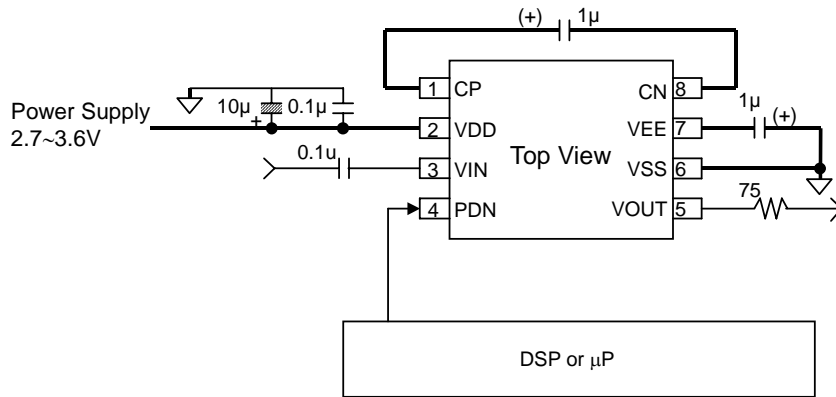 (+) 1µ
1 CP
CN 8
10µ 0.1µ
+
Power Supply
2.7~3.6V
2 VDD
VEE 7
1µ
(+)
Top View
0.1u
3 VIN
VSS 6
4 PDN
VOUT 5
75
DSP or µP